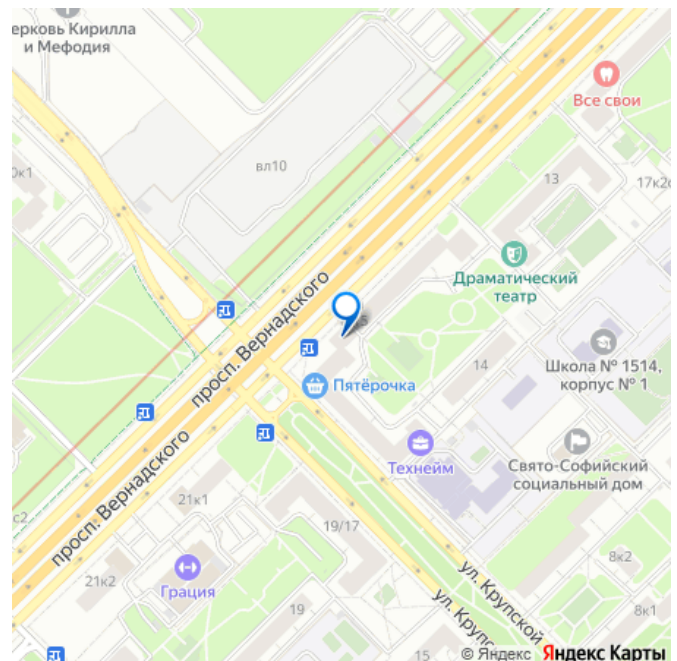 ерковь Кирилла
и Мефодия
Все свои
вл10
13
17к2с
Драматический
театр
просп. Вернадского
14
Школа № 1514,
корпус № 1
Пятёрочка
Технейм
Свято-Софийский
социальный дом
просп. Вернадского
21к1
19/17
8к2
21к2
Грация
19
ул. Крупской
8к1
15
© Яндекс Яндекс Карты